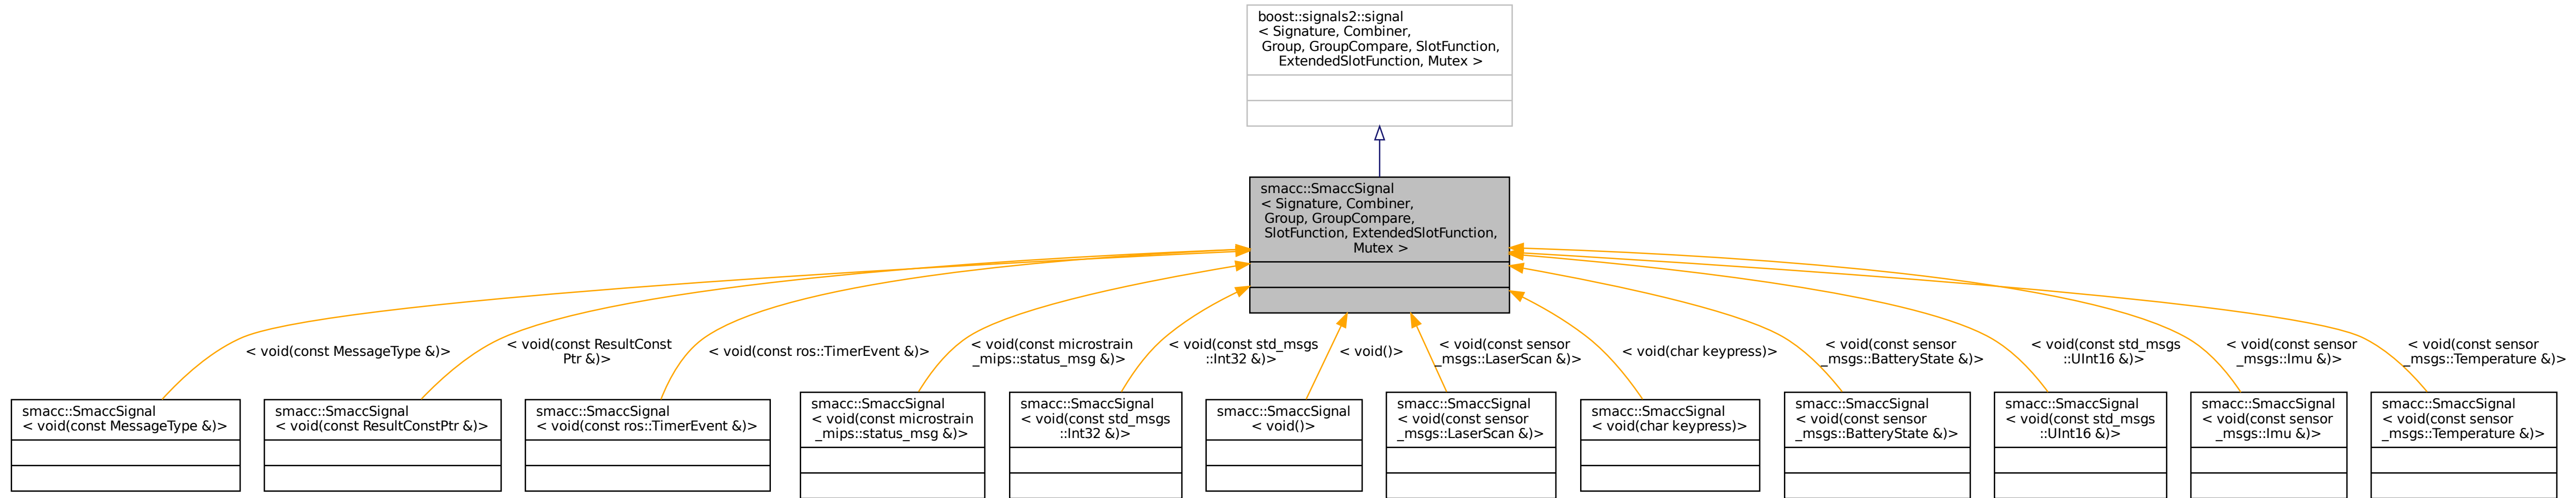 boost::signals2::signal
< Signature, Combiner,
Group, GroupCompare, SlotFunction,
ExtendedSlotFunction, Mutex >
smacc::SmaccSignal
< Signature, Combiner,
Group, GroupCompare,
SlotFunction, ExtendedSlotFunction,
Mutex >
< void(const MessageType &)>
< void(const ResultConst
Ptr &)>
< void(const ros::TimerEvent &)>
< void(const microstrain
_mips::status_msg &)>
< void(const std_msgs
::Int32 &)>
< void()>
< void(const sensor
_msgs::LaserScan &)>
< void(char keypress)>
< void(const sensor
_msgs::BatteryState &)>
< void(const std_msgs
::UInt16 &)>
< void(const sensor
_msgs::Imu &)>
< void(const sensor
_msgs::Temperature &)>
smacc::SmaccSignal
< void(const MessageType &)>
smacc::SmaccSignal
< void(const ResultConstPtr &)>
smacc::SmaccSignal
< void(const ros::TimerEvent &)>
smacc::SmaccSignal
< void(const microstrain
_mips::status_msg &)>
smacc::SmaccSignal
< void(const std_msgs
::Int32 &)>
smacc::SmaccSignal
< void()>
smacc::SmaccSignal
< void(const sensor
_msgs::LaserScan &)>
smacc::SmaccSignal
< void(char keypress)>
smacc::SmaccSignal
< void(const sensor
_msgs::BatteryState &)>
smacc::SmaccSignal
< void(const std_msgs
::UInt16 &)>
smacc::SmaccSignal
< void(const sensor
_msgs::Imu &)>
smacc::SmaccSignal
< void(const sensor
_msgs::Temperature &)>